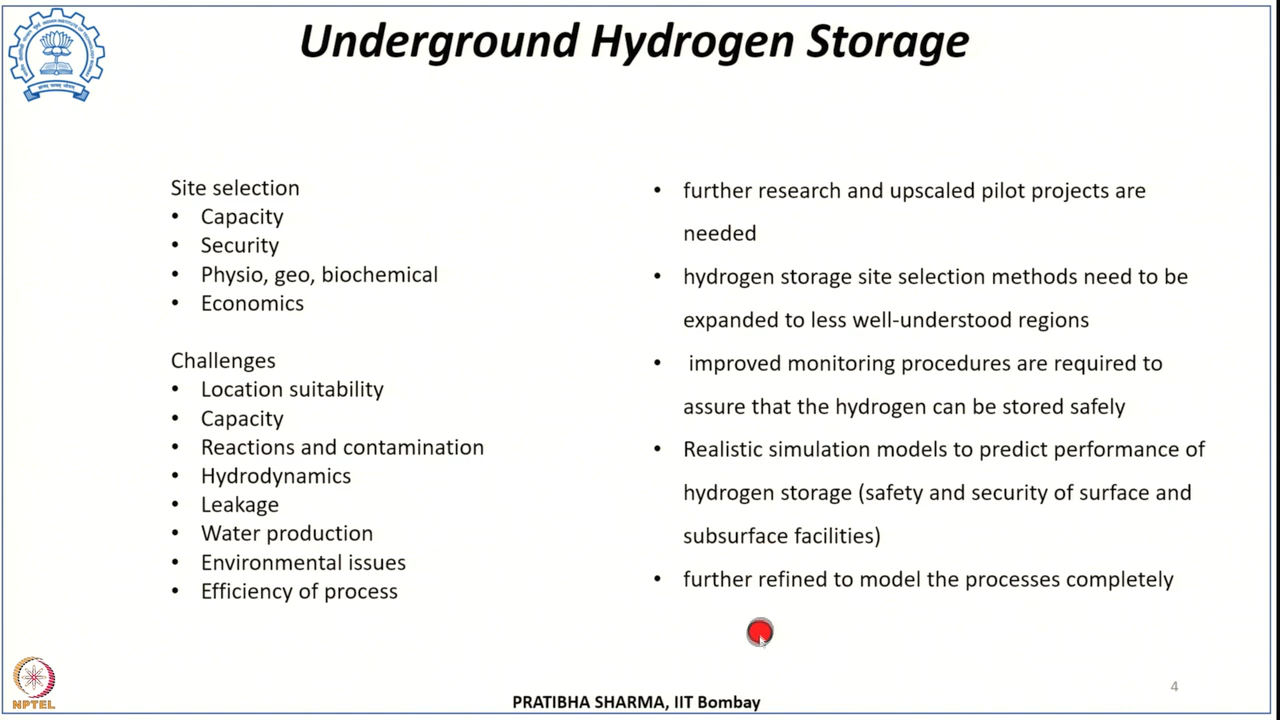 Underground Hydrogen Storage
Site selection
• Capacity
• Security
• Physio, geo, biochemical
• Economics
Challenges
• Location suitability
• Capacity
• Reactions and contamination
• Hydrodynamics
• Leakage
• Water production
• Environmental issues
• Efficiency of process
• further research and upscaled pilot projects are
needed
• hydrogen storage site selection methods need to be
expanded to less well-understood regions
• improved monitoring procedures are required to
assure that the hydrogen can be stored safely
• Realistic simulation models to predict performance of
hydrogen storage (safety and security of surface and
subsurface facilities)
• further refined to model the processes completely
4
NPTEL
PRATIBHA SHARMA, IIT Bombay